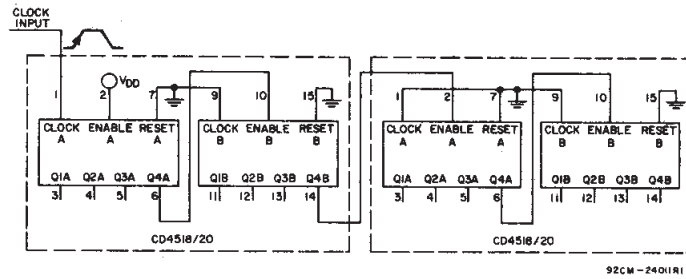 CLOCK
INPUT
VDD
1 2 7 9 10 15 1 2 7 9 10 15
CLOCK ENABLE RESET
A A A
CLOCK ENABLE RESET
B B B
CLOCK ENABLE RESET
A A A
CLOCK ENABLE RESET
B B B
Q1A Q2A Q3A Q4A
Q1B Q2B Q3B Q4B
Q1A Q2A Q3A Q4A
Q1B Q2B Q3B Q4B
3 4 5 6 11 12 13 14 3 4 5 6 11 12 13 14
CD4518/20
CD4518/20